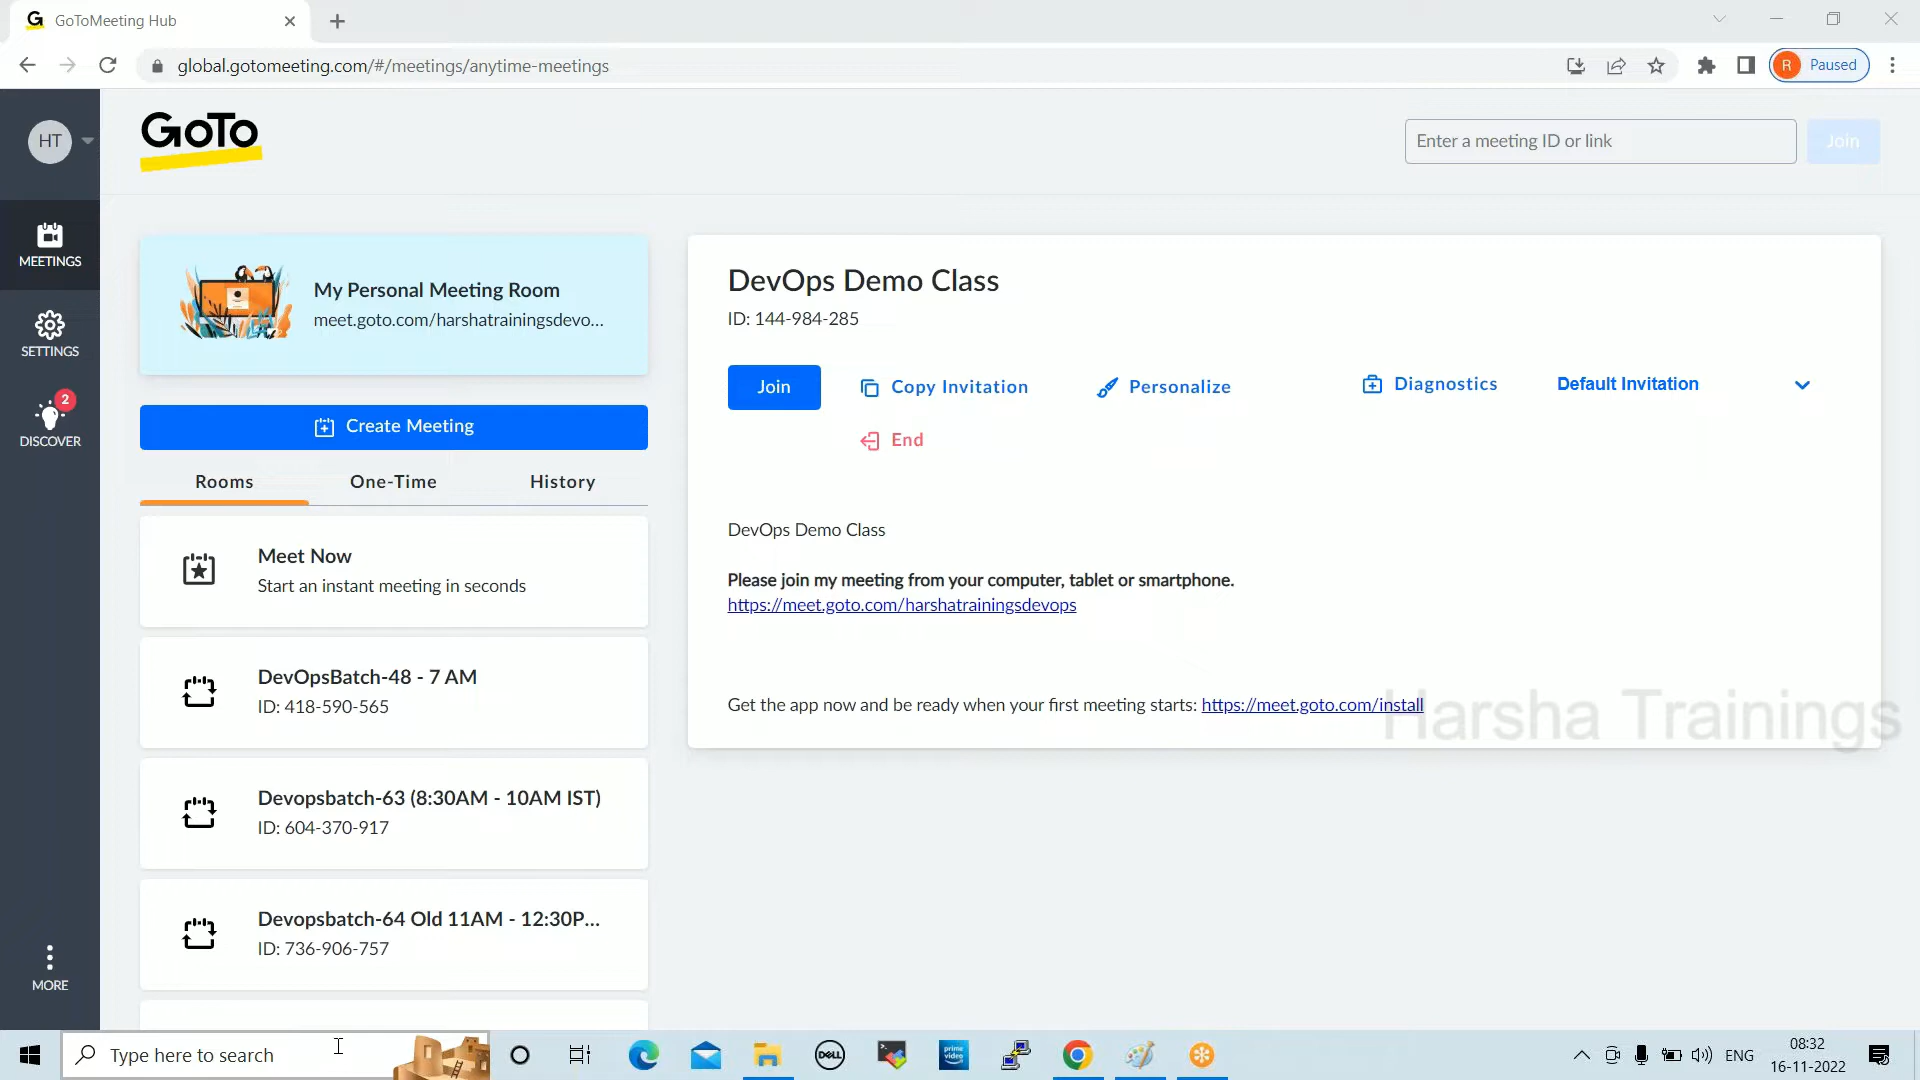 GoToMeeting Hub
global.gotomeeting.com/#/meetings/anytime-meetings
R Paused
HT
GoTo
Enter a meeting ID or link
Join
MEETINGS
SETTINGS
2
DISCOVER
MORE
My Personal Meeting Room
meet.goto.com/harshatrainingsdevo...
Create Meeting
Rooms One-Time History
Meet Now
Start an instant meeting in seconds
DevOpsBatch-48 - 7 AM
ID: 418-590-565
Devopsbatch-63 (8:30AM - 10AM IST)
ID: 604-370-917
Devopsbatch-64 Old 11AM - 12:30P...
ID: 736-906-757
DevOps Demo Class
ID: 144-984-285
Join Copy Invitation Personalize Diagnostics Default Invitation
End
DevOps Demo Class
Please join my meeting from your computer, tablet or smartphone.
https://meet.goto.com/harshatrainingsdevops
Get the app now and be ready when your first meeting starts: https://meet.goto.com/install
Harsha Trainings
Type here to search
DELL
prime video
ENG
08:32
16-11-2022